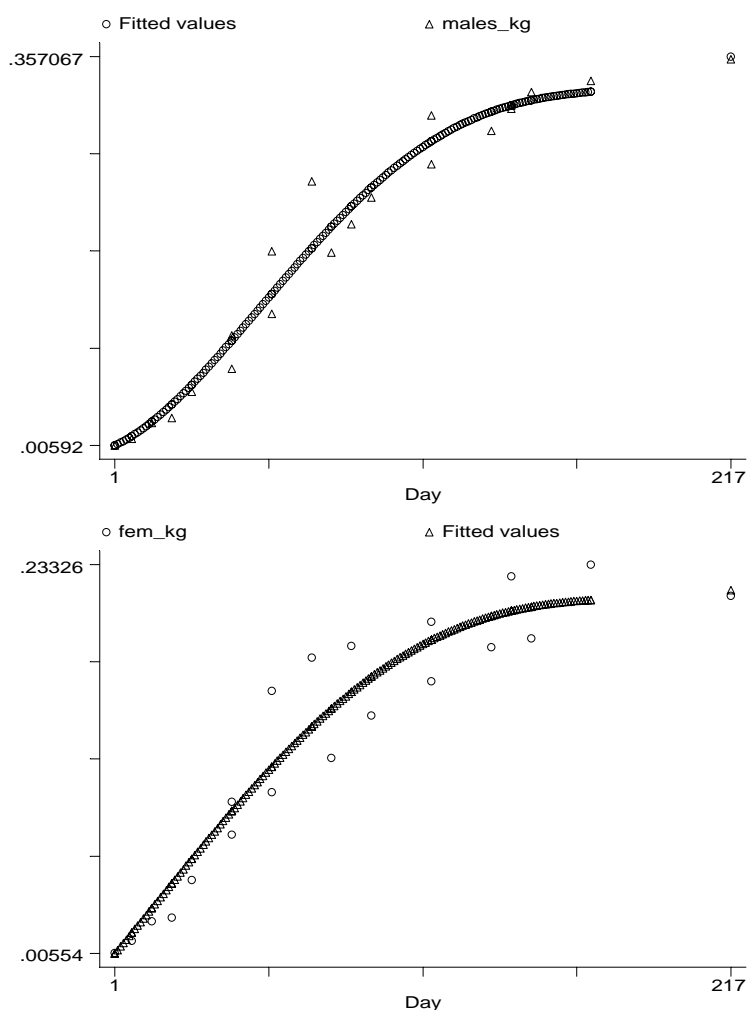 Fitted values males_kg
.357067
.00592
1 217
Day
fem_kg Fitted values
.23326
.00554
1 217
Day